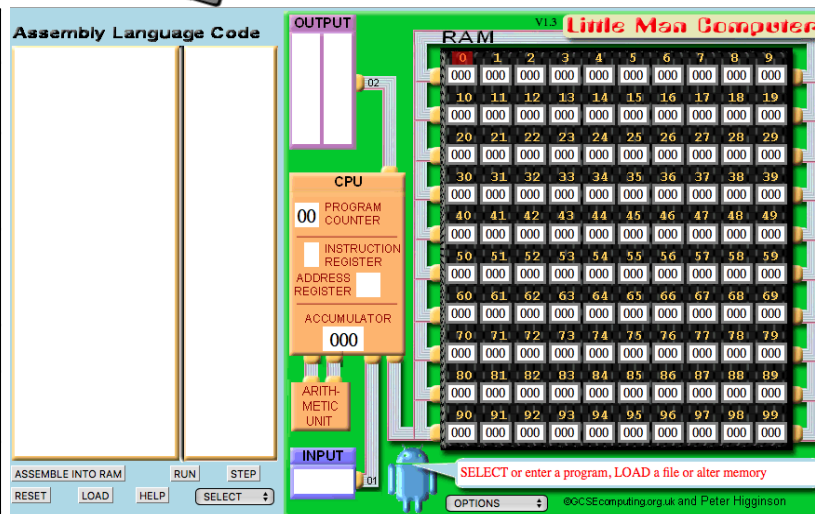 Assembly Language Code
OUTPUT
V1.3 Little Man Computer
RAM
0 1 2 3 4 5 6 7 8 9
000 000 000 000 000 000 000 000 000 000
02
10 11 12 13 14 15 16 17 18 19
000 000 000 000 000 000 000 000 000 000
20 21 22 23 24 25 26 27 28 29
000 000 000 000 000 000 000 000 000 000
30 31 32 33 34 35 36 37 38 39
000 000 000 000 000 000 000 000 000 000
40 41 42 43 44 45 46 47 48 49
000 000 000 000 000 000 000 000 000 000
50 51 52 53 54 55 56 57 58 59
000 000 000 000 000 000 000 000 000 000
60 61 62 63 64 65 66 67 68 69
000 000 000 000 000 000 000 000 000 000
70 71 72 73 74 75 76 77 78 79
000 000 000 000 000 000 000 000 000 000
80 81 82 83 84 85 86 87 88 89
000 000 000 000 000 000 000 000 000 000
90 91 92 93 94 95 96 97 98 99
000 000 000 000 000 000 000 000 000 000
CPU
00 PROGRAM
COUNTER
INSTRUCTION
REGISTER
ADDRESS
REGISTER
ACCUMULATOR
000
ARITH-
METIC
UNIT
INPUT
01
ASSEMBLE INTO RAM RUN STEP
RESET LOAD HELP SELECT
SELECT or enter a program, LOAD a file or alter memory
OPTIONS
©GCSEcomputing.org.uk and Peter Higginson